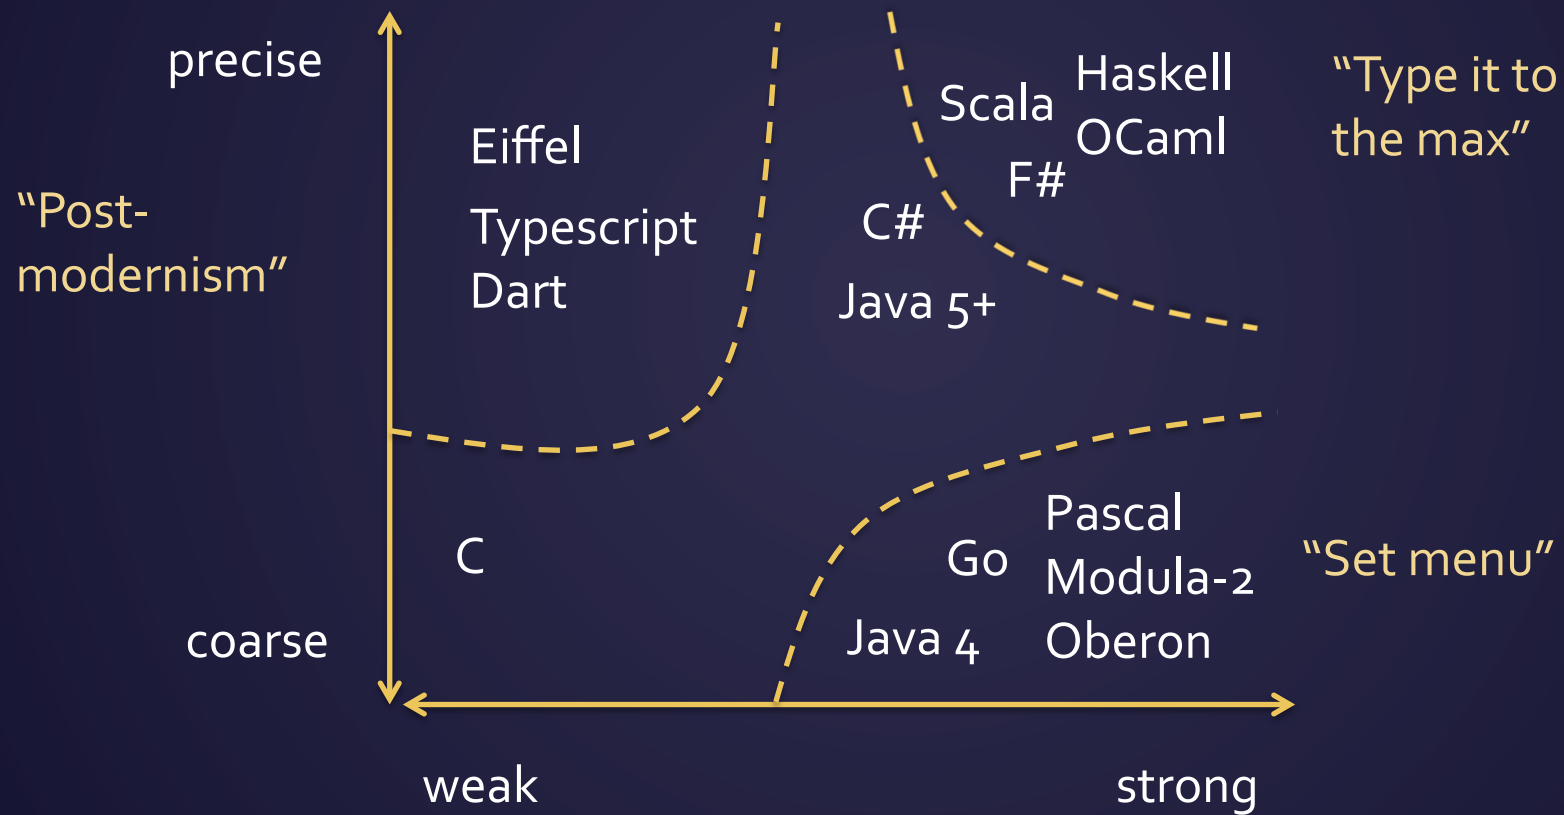 precise
Eiffel
Typescript
Dart
“Post-
modernism”
Scala
Haskell
OCaml
F#
“Type it to
the max”
C#
Java 5+
C
coarse
Go
Java 4
Pascal
Modula-2
Oberon
“Set menu”
weak
strong